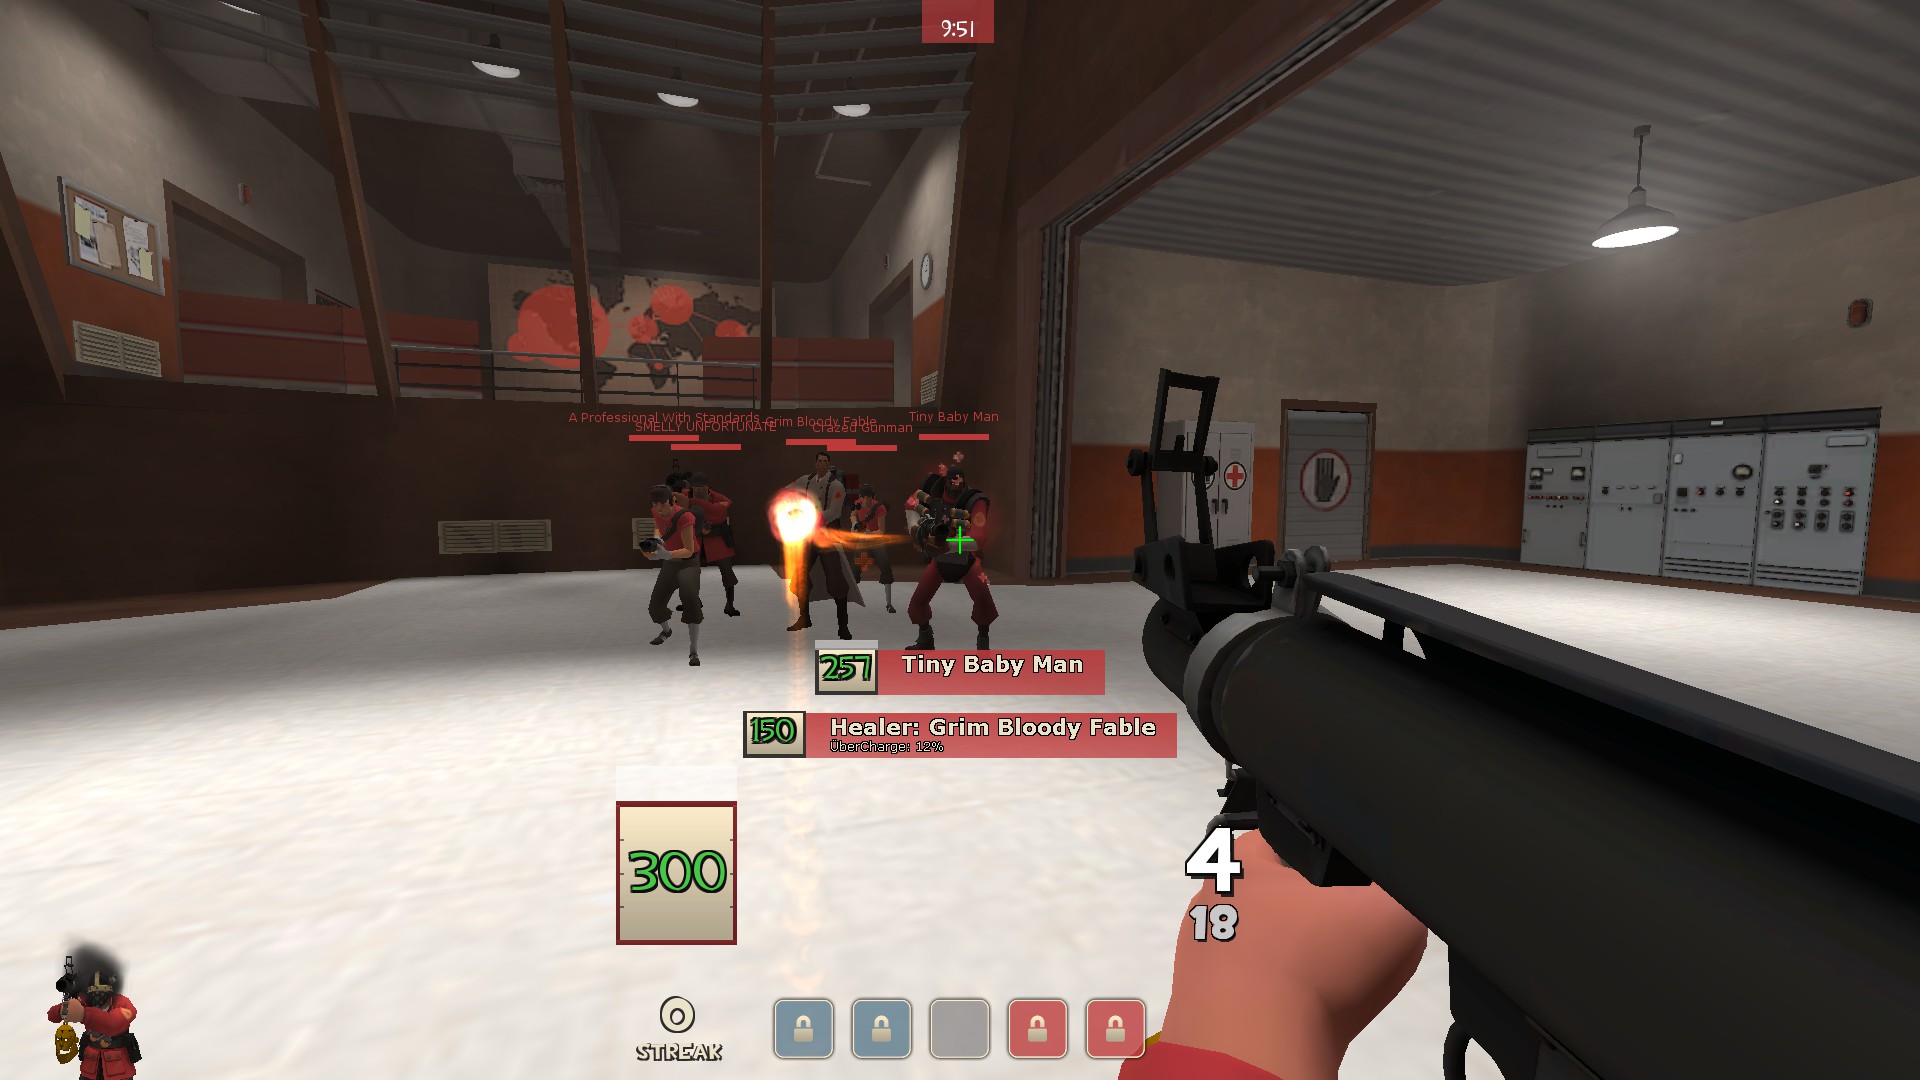 9:51
A Professional With Standards
SMELLY UNFORTUNATE
Grim Bloody Fable
Crazed Gunman
Tiny Baby Man
257 Tiny Baby Man
150 Healer: Grim Bloody Fable
ÜberCharge: 12%
300
4
18
0
STREAK